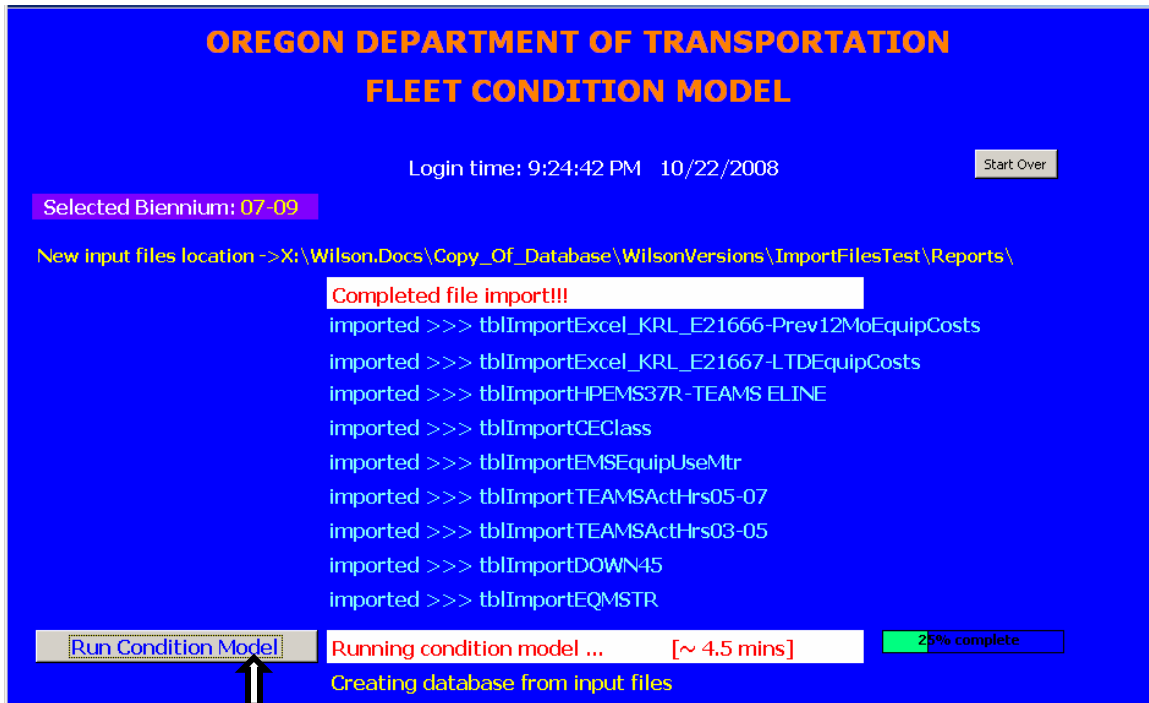 OREGON DEPARTMENT OF TRANSPORTATION
FLEET CONDITION MODEL
Login time: 9:24:42 PM 10/22/2008
Start Over
Selected Biennium: 07-09
New input files location ->X:\Wilson.Docs\Copy_Of_Database\WilsonVersions\ImportFilesTest\Reports\
Completed file import!!!
imported >>> tblImportExcel_KRL_E21666-Prev12MoEquipCosts
imported >>> tblImportExcel_KRL_E21667-LTDEquipCosts
imported >>> tblImportHPEMS37R-TEAMS ELINE
imported >>> tblImportCEClass
imported >>> tblImportEMSEquipUseMtr
imported >>> tblImportTEAMSActHrs05-07
imported >>> tblImportTEAMSActHrs03-05
imported >>> tblImportDOWN45
imported >>> tblImportEQMSTR
Run Condition Model
Running condition model ... [~ 4.5 mins]
25% complete
Creating database from input files